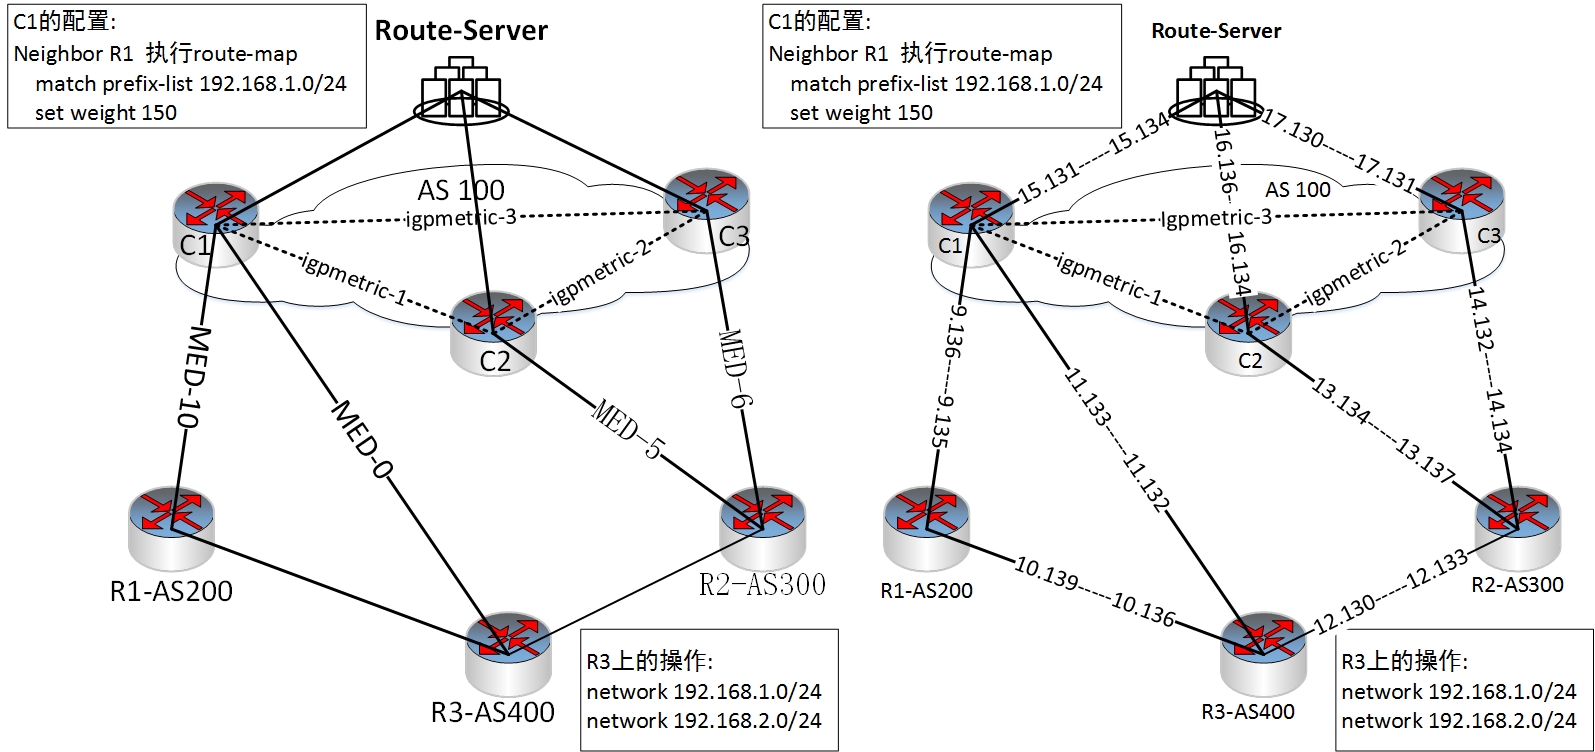 C1的配置:
Neighbor R1 执行route-map
match prefix-list 192.168.1.0/24
set weight 150
Route-Server
AS 100
igpmetric-3
C1
C3
igpmetric-1
igpmetric-2
C2
MED-10
MED-0
MED-5
MED-6
R1-AS200
R2-AS300
R3-AS400
R3上的操作:
network 192.168.1.0/24
network 192.168.2.0/24
C1的配置:
Neighbor R1 执行route-map
match prefix-list 192.168.1.0/24
set weight 150
Route-Server
15.131----15.134
16.136----16.134
17.130----17.131
AS 100
Igpmetric-3
C1
C3
igpmetric-1
igpmetric-2
C2
9.136------9.135
11.133-----11.132
13.134-----13.137
14.132------14.134
R1-AS200
10.139-----10.136
12.130-----12.133
R2-AS300
R3-AS400
R3上的操作:
network 192.168.1.0/24
network 192.168.2.0/24